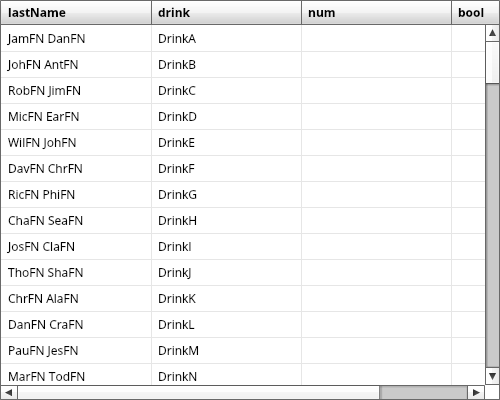 lastName drink num bool
JamFN DanFN DrinkA
JohFN AntFN DrinkB
RobFN JimFN DrinkC
MicFN EarFN DrinkD
WilFN JohFN DrinkE
DavFN ChrFN DrinkF
RicFN PhiFN DrinkG
ChaFN SeaFN DrinkH
JosFN ClaFN DrinkI
ThoFN ShaFN DrinkJ
ChrFN AlaFN DrinkK
DanFN CraFN DrinkL
PauFN JesFN DrinkM
MarFN TodFN DrinkN